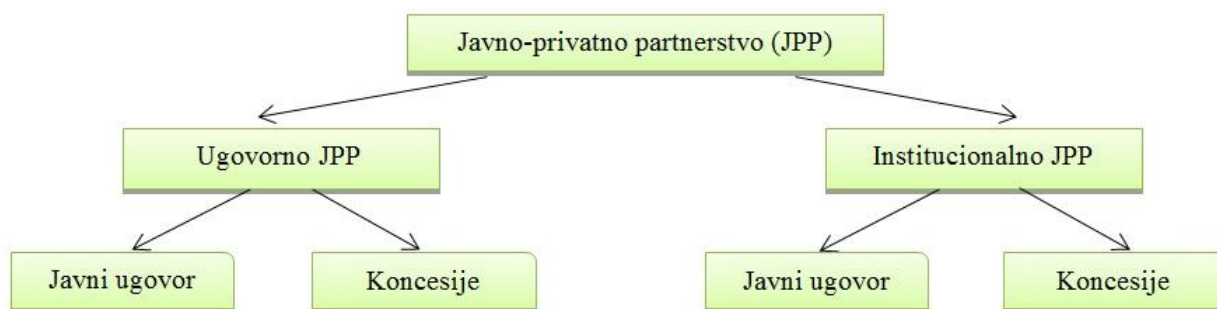 Javno-privatno partnerstvo (JPP)
Ugovorno JPP
Institucionalno JPP
Javni ugovor
Koncesije
Javni ugovor
Koncesije